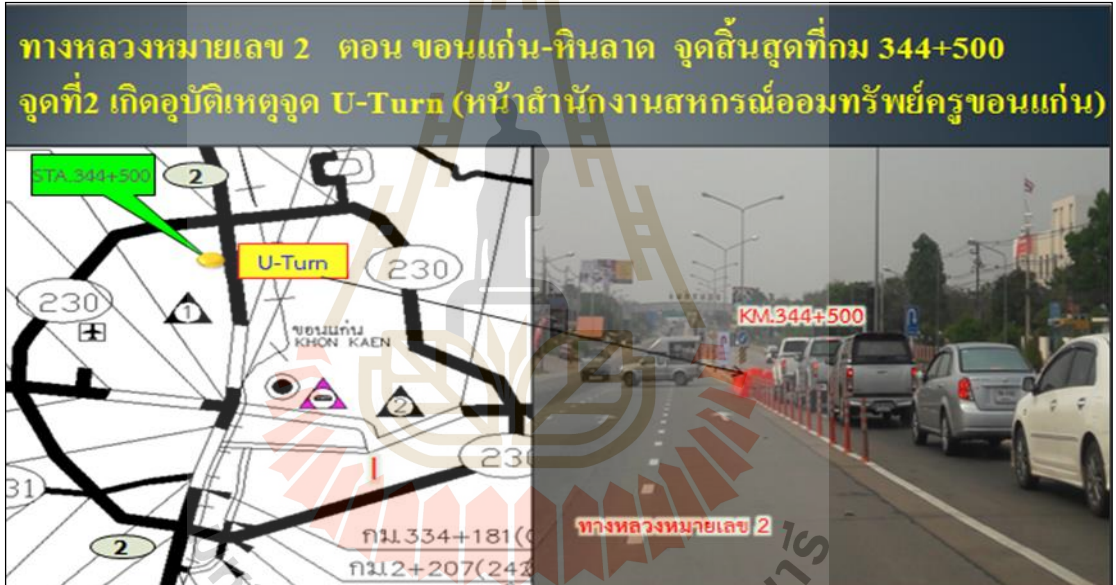 ทางหลวงหมายเลข 2 ตอน ขอนแก่น-หินลาด จุดสิ้นสุดที่กม 344+500
จุดที่2 เกิดอุบัติเหตุจุด U-Turn (หน้าสำนักงานสหกรณ์ออมทรัพย์ครูขอนแก่น)
STA.344+500
2
U-Turn
230
230
1
ขอนแก่น
KHON KAEN
2
230
31
2
กม.334+181(
กม.2+207(242
KM.344+500
ทางหลวงหมายเลข 2